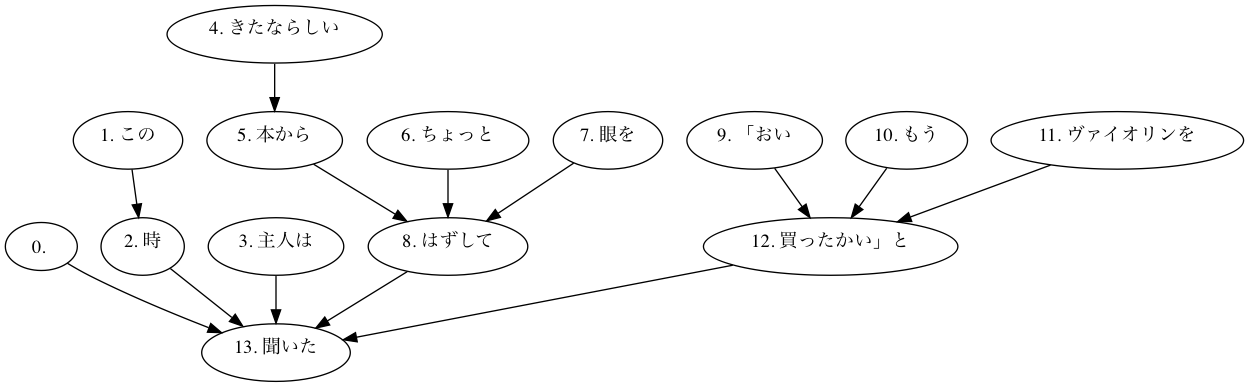 4. きたならしい
1. この
5. 本から
6. ちょっと
7. 眼を
9. 「おい
10. もう
11. ヴァイオリンを
0.
2. 時
3. 主人は
8. はずして
12. 買ったかい」と
13. 聞いた